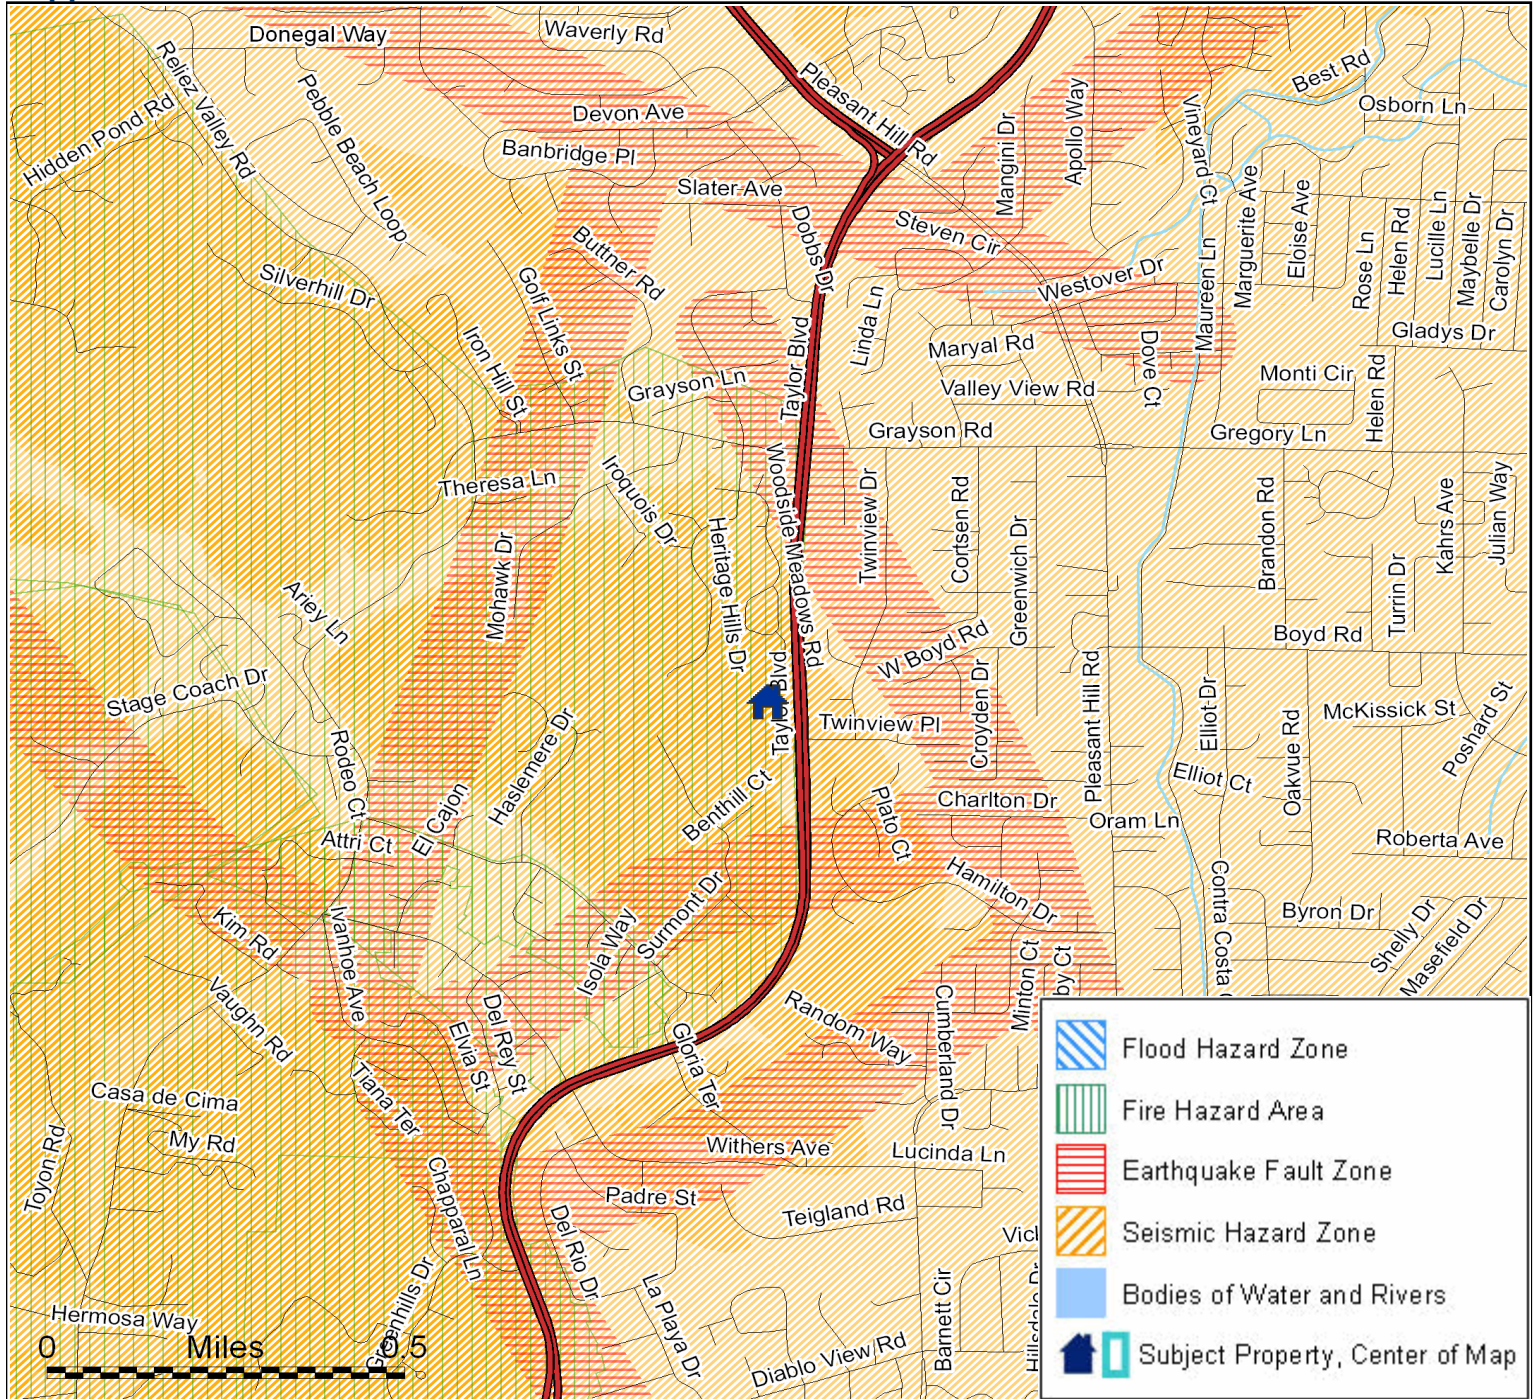 Donegal Way
Waverly Rd
Pleasant Hill Rd
Best Rd
Osborn Ln
Reliez Valley Rd
Hidden Pond Rd
Pebble Beach Loop
Devon Ave
Banbridge Pl
Slater Ave
Mangini Dr
Apollo Way
Vineyard Ct
Marguerite Ave
Eloise Ave
Rose Ln
Helen Rd
Lucille Ln
Maybelle Dr
Carolyn Dr
Dobbs Dr
Steven Cir
Buttner Rd
Silverhill Dr
Golf Links St
Westover Dr
Maureen Ln
Linda Ln
Iron Hill St
Taylor Blvd
Maryal Rd
Dove Ct
Gladys Dr
Grayson Ln
Valley View Rd
Monti Cir
Helen Rd
Grayson Rd
Gregory Ln
Theresa Ln
Iroquois Dr
Woodside Meadows Rd
Twinview Dr
Cortsen Rd
Greenwich Dr
Brandon Rd
Kahrs Ave
Julian Way
Heritage Hills Dr
Mohawk Dr
Ariey Ln
Turrin Dr
Boyd Rd
W Boyd Rd
Stage Coach Dr
Taylor Blvd
Twinview Pl
Croyden Dr
Pleasant Hill Rd
Elliot Dr
McKissick St
Poshard St
Rodeo Ct
Haslemere Dr
Elliot Ct
Oakvue Rd
Benthill Ct
Plato Ct
Charlton Dr
Oram Ln
El Cajon
Attri Ct
Roberta Ave
Hamilton Dr
Contra Costa C
Byron Dr
Shelly Dr
Masefield Dr
Surmont Dr
Isola Way
Kim Rd
Ivanhoe Ave
Minton Ct
by Ct
Vaughn Rd
Del Rey St
Elvia St
Random Way
Cumberland Dr
Gloria Ter
Tiana Ter
Casa de Cima
My Rd
Toyon Rd
Withers Ave
Lucinda Ln
Chapparal Ln
Padre St
Teigland Rd
Del Rio Dr
Vicl
La Playa Dr
Barnett Cir
Hillsdale Dr
Greenhills Dr
Hermosa Way
Diablo View Rd
0 Miles 0.5
Flood Hazard Zone
Fire Hazard Area
Earthquake Fault Zone
Seismic Hazard Zone
Bodies of Water and Rivers
Subject Property, Center of Map